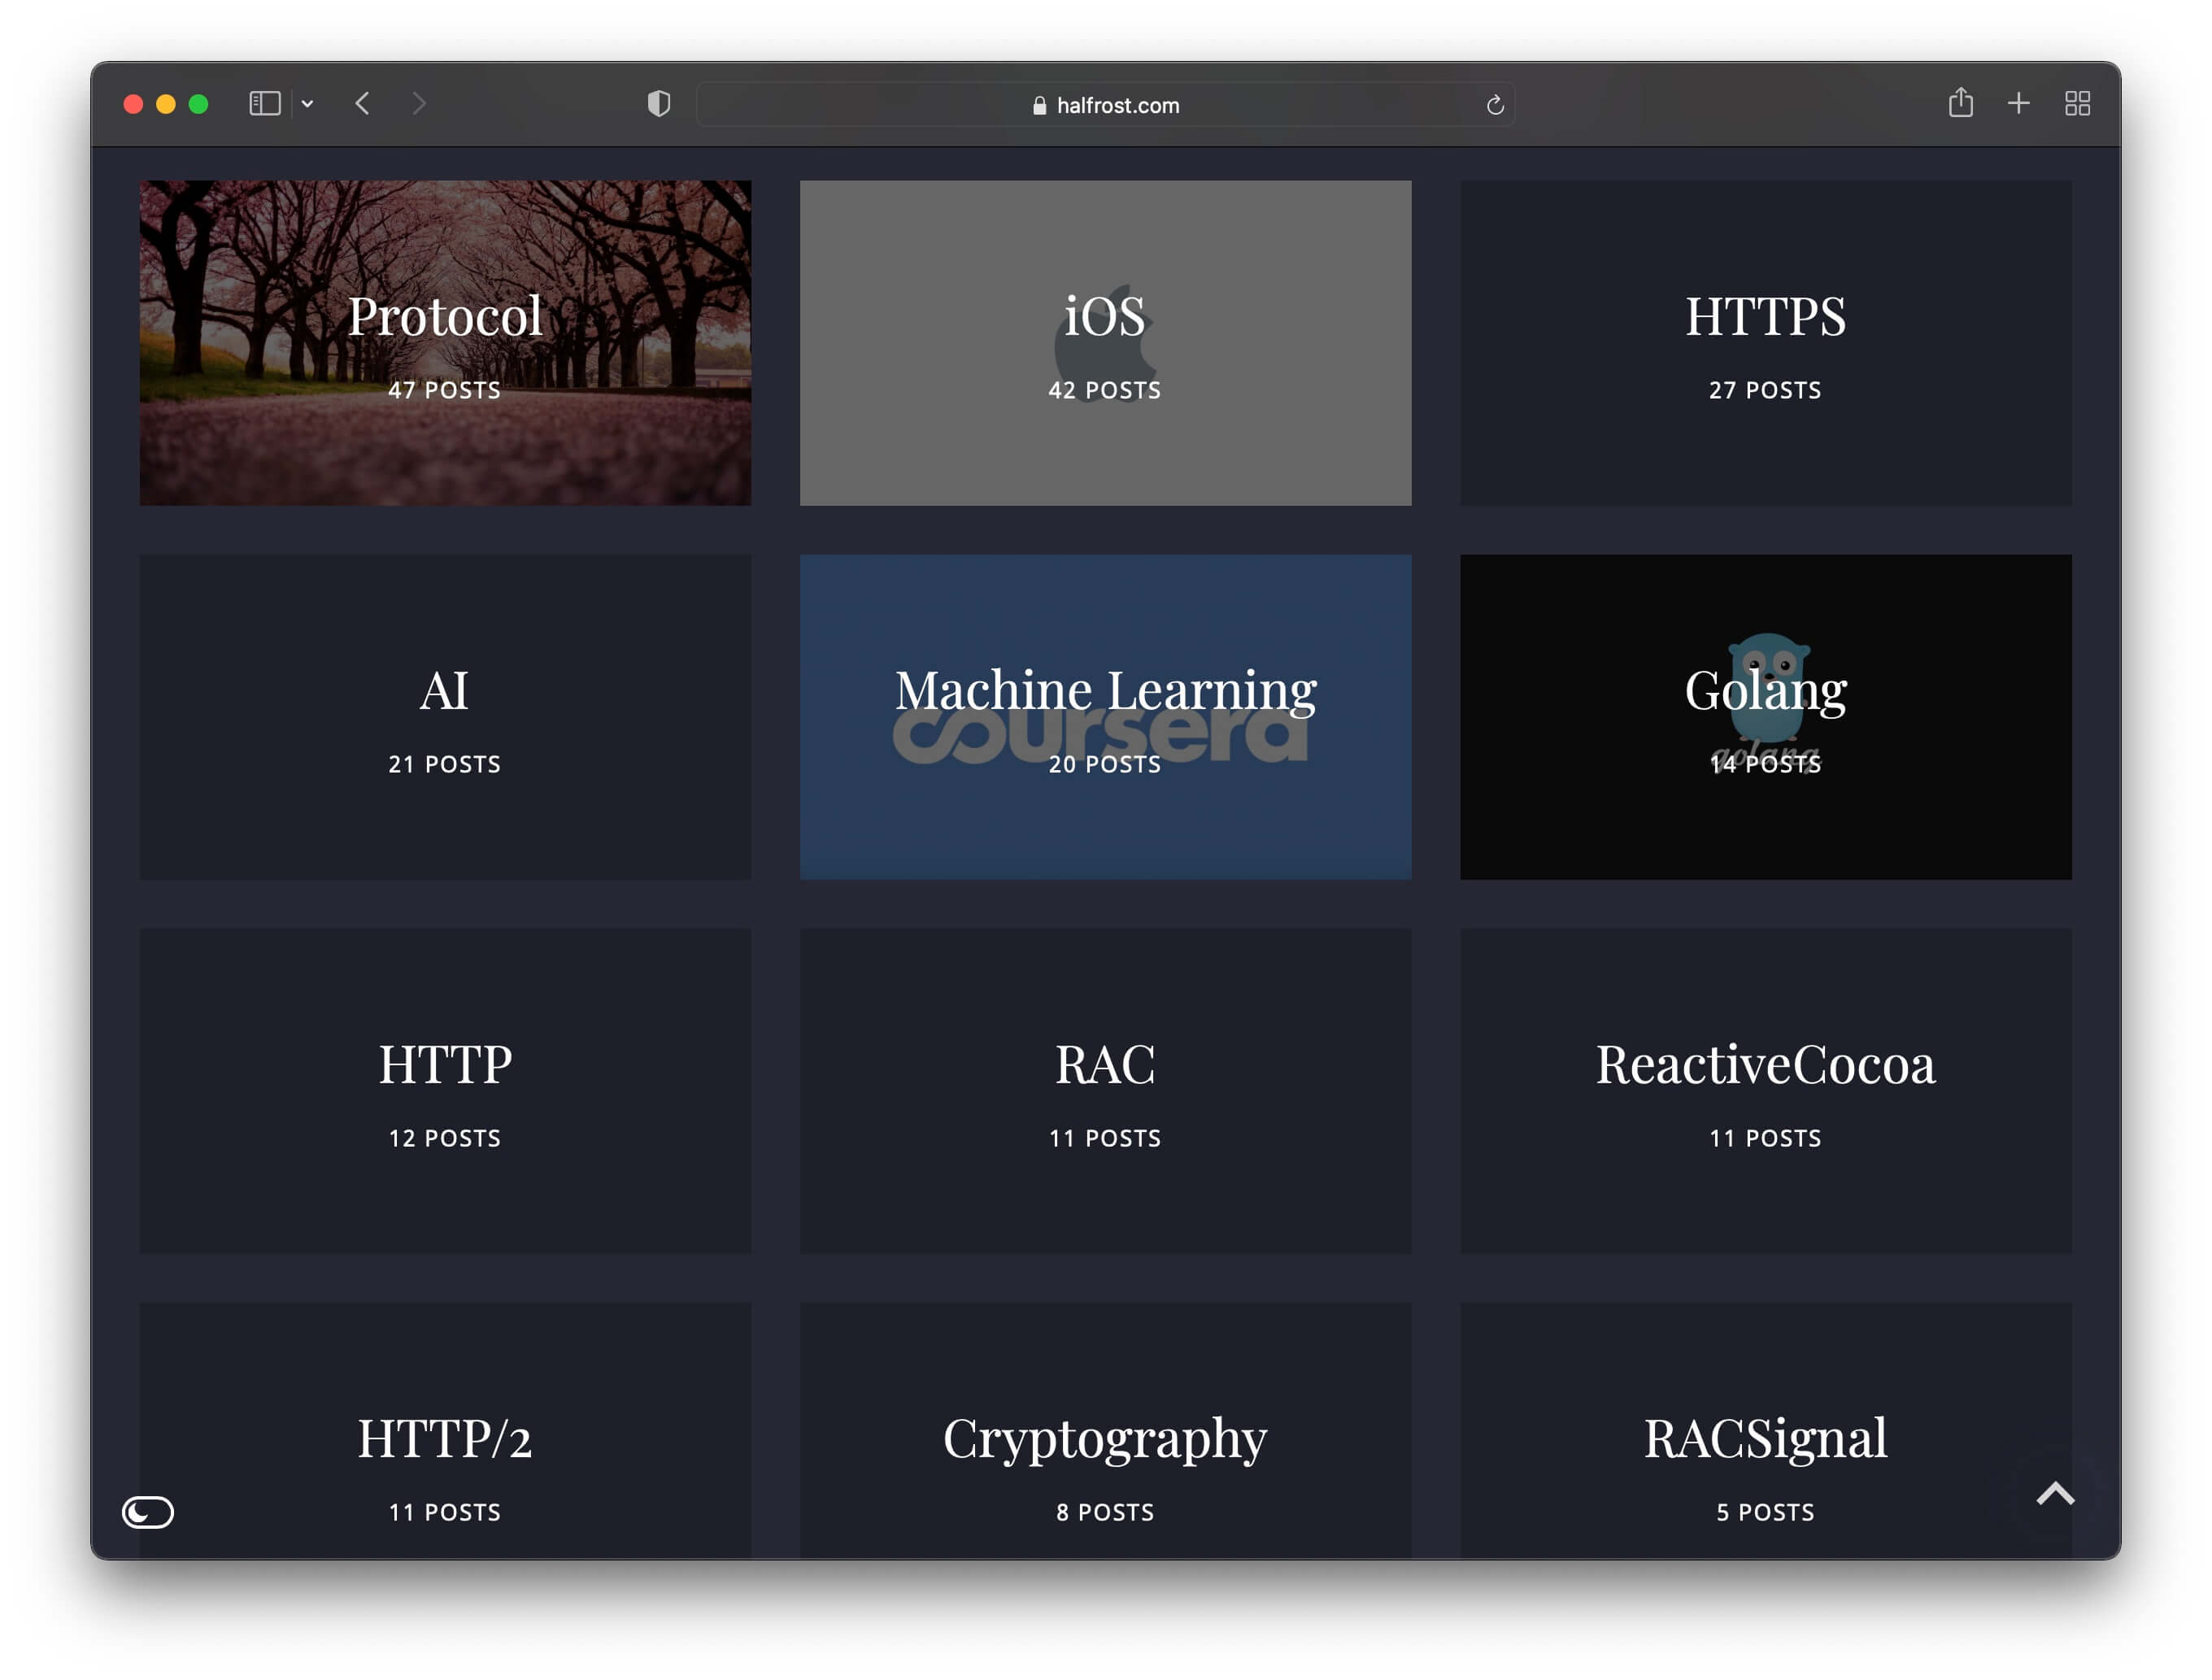 halfrost.com
Protocol
47 POSTS
iOS
42 POSTS
HTTPS
27 POSTS
AI
21 POSTS
Machine Learning
coursera
20 POSTS
Golang
golang
14 POSTS
HTTP
12 POSTS
RAC
11 POSTS
ReactiveCocoa
11 POSTS
HTTP/2
11 POSTS
Cryptography
8 POSTS
RACSignal
5 POSTS